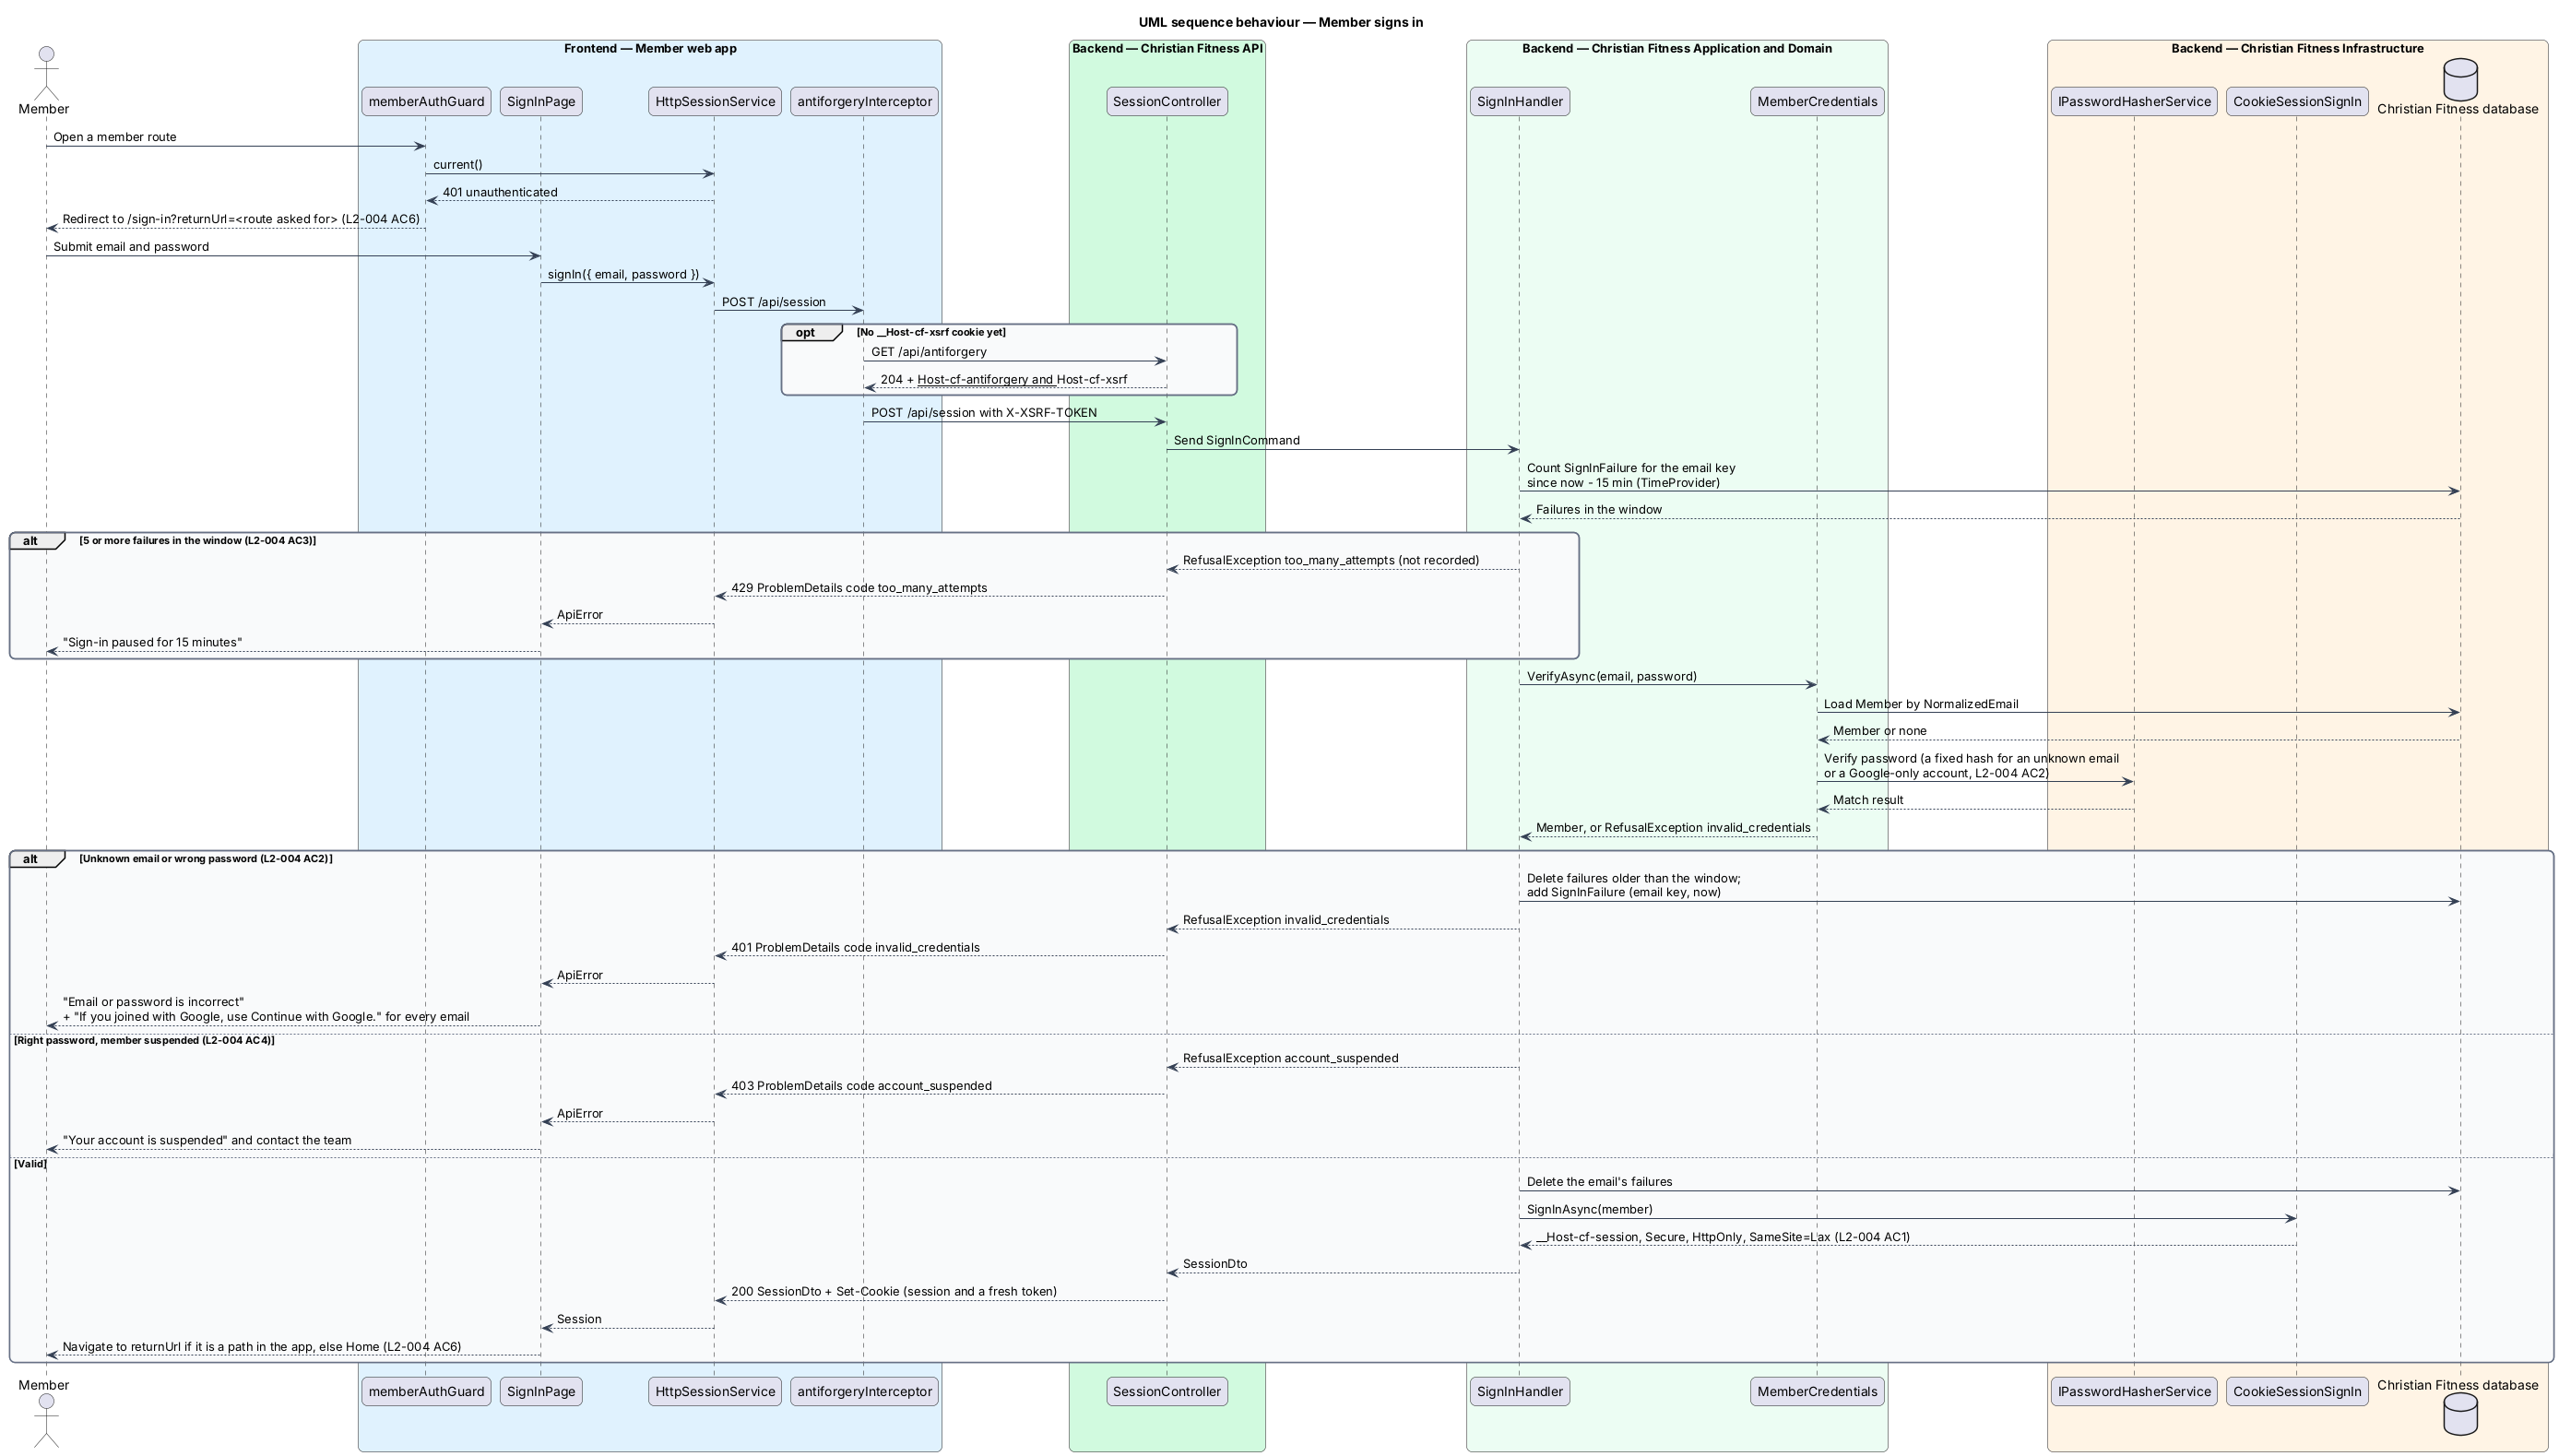 UML sequence behaviour — Member signs in
Frontend — Member web app
Backend — Christian Fitness API
Backend — Christian Fitness Application and Domain
Backend — Christian Fitness Infrastructure
Member
memberAuthGuard
SignInPage
HttpSessionService
antiforgeryInterceptor
SessionController
SignInHandler
MemberCredentials
IPasswordHasherService
CookieSessionSignIn
Christian Fitness database
Open a member route
current()
401 unauthenticated
Redirect to /sign-in?returnUrl=<route asked for> (L2-004 AC6)
Submit email and password
signIn({ email, password })
POST /api/session
opt
[No __Host-cf-xsrf cookie yet]
GET /api/antiforgery
204 + Host-cf-antiforgery and Host-cf-xsrf
POST /api/session with X-XSRF-TOKEN
Send SignInCommand
Count SignInFailure for the email key
since now - 15 min (TimeProvider)
Failures in the window
alt
[5 or more failures in the window (L2-004 AC3)]
RefusalException too_many_attempts (not recorded)
429 ProblemDetails code too_many_attempts
ApiError
"Sign-in paused for 15 minutes"
VerifyAsync(email, password)
Load Member by NormalizedEmail
Member or none
Verify password (a fixed hash for an unknown email
or a Google-only account, L2-004 AC2)
Match result
Member, or RefusalException invalid_credentials
alt
[Unknown email or wrong password (L2-004 AC2)]
Delete failures older than the window;
add SignInFailure (email key, now)
RefusalException invalid_credentials
401 ProblemDetails code invalid_credentials
ApiError
"Email or password is incorrect"
+ "If you joined with Google, use Continue with Google." for every email
[Right password, member suspended (L2-004 AC4)]
RefusalException account_suspended
403 ProblemDetails code account_suspended
ApiError
"Your account is suspended" and contact the team
[Valid]
Delete the email's failures
SignInAsync(member)
__Host-cf-session, Secure, HttpOnly, SameSite=Lax (L2-004 AC1)
SessionDto
200 SessionDto + Set-Cookie (session and a fresh token)
Session
Navigate to returnUrl if it is a path in the app, else Home (L2-004 AC6)
Member
memberAuthGuard
SignInPage
HttpSessionService
antiforgeryInterceptor
SessionController
SignInHandler
MemberCredentials
IPasswordHasherService
CookieSessionSignIn
Christian Fitness database